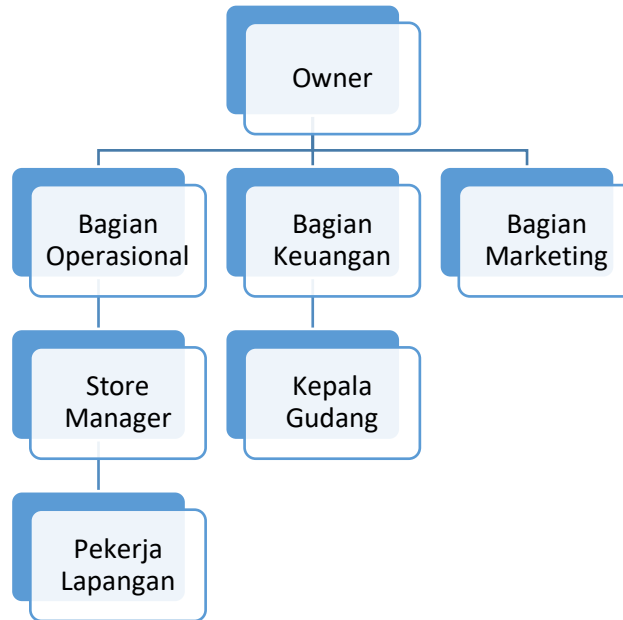 Owner
Bagian
Operasional
Bagian
Keuangan
Bagian
Marketing
Store
Manager
Kepala
Gudang
Pekerja
Lapangan